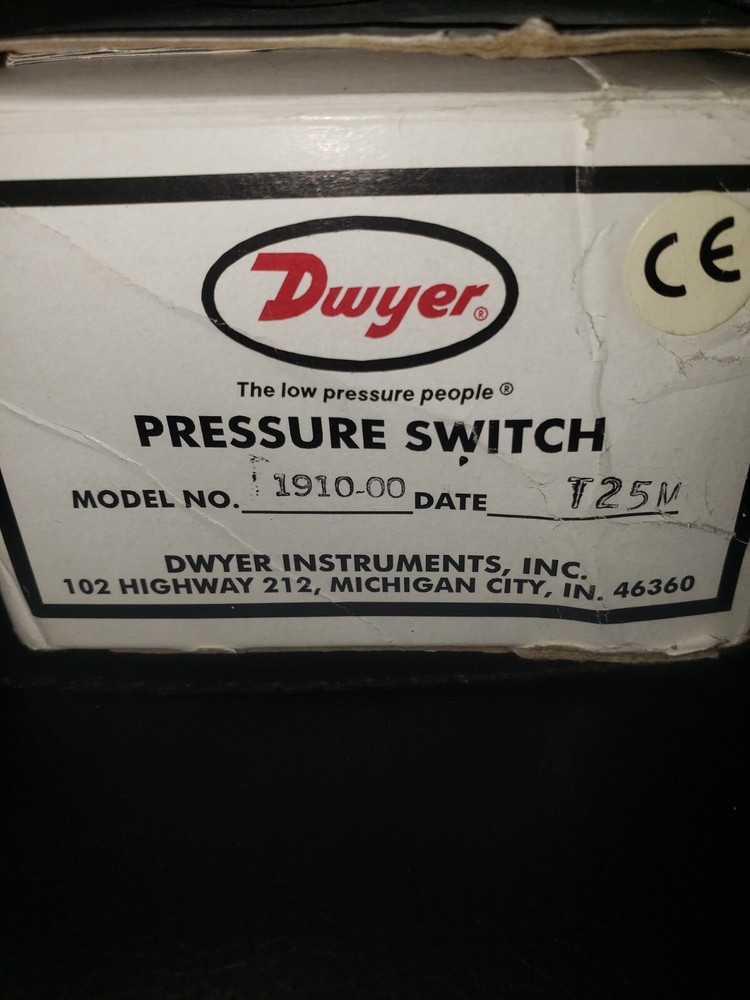 CE
Dwyer®
The low pressure people®
PRESSURE SWITCH
MODEL NO. 1910-00 DATE T25M
DWYER INSTRUMENTS, INC.
102 HIGHWAY 212, MICHIGAN CITY, IN. 46360